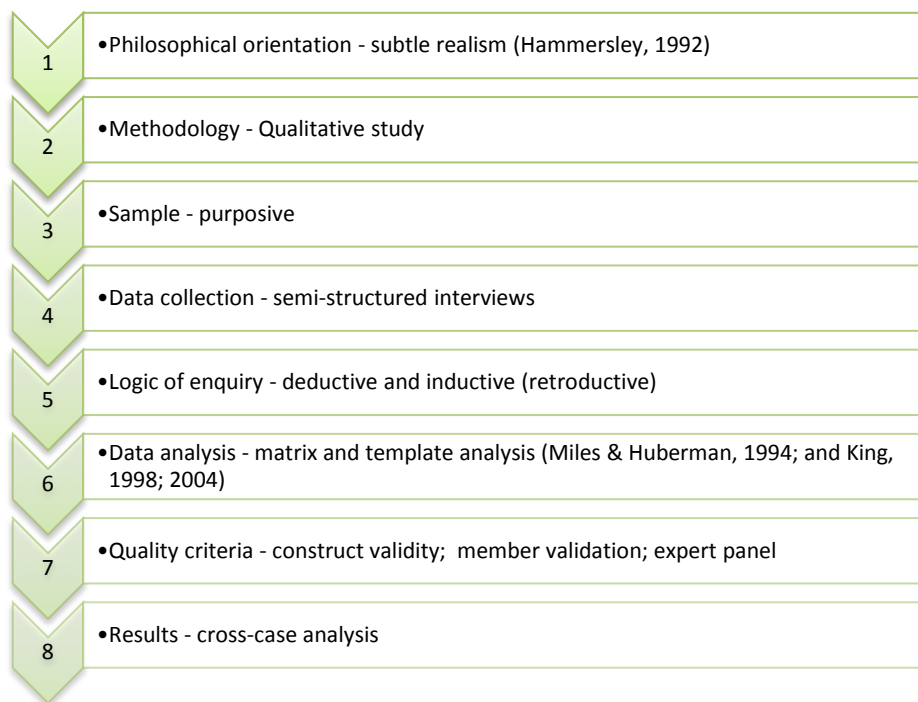 1
•Philosophical orientation - subtle realism (Hammersley, 1992)
2
•Methodology - Qualitative study
3
•Sample - purposive
4
•Data collection - semi-structured interviews
5
•Logic of enquiry - deductive and inductive (retroductive)
6
•Data analysis - matrix and template analysis (Miles & Huberman, 1994; and King,
1998; 2004)
7
•Quality criteria - construct validity;  member validation; expert panel
8
•Results - cross-case analysis